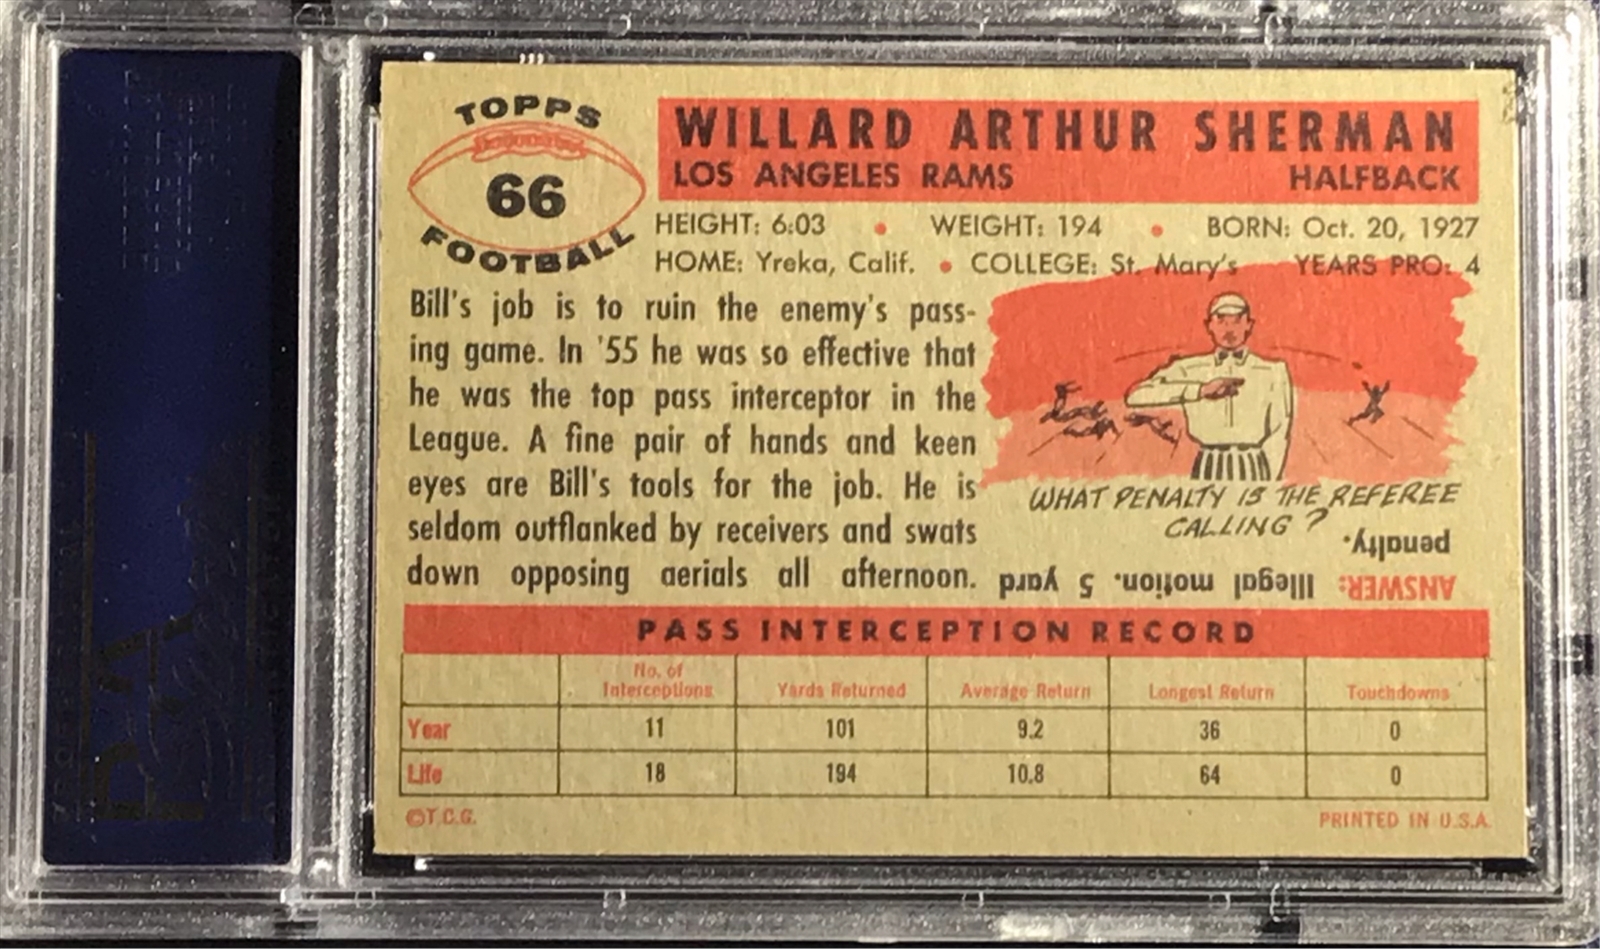 TOPPS
66
FOOTBALL
WILLARD ARTHUR SHERMAN
LOS ANGELES RAMS HALFBACK
HEIGHT: 6:03 • WEIGHT: 194 • BORN: Oct. 20, 1927
HOME: Yreka, Calif. • COLLEGE: St. Mary's YEARS PRO: 4
Bill's job is to ruin the enemy's pass-
ing game. In '55 he was so effective that
he was the top pass interceptor in the
League. A fine pair of hands and keen
eyes are Bill's tools for the job. He is
seldom outflanked by receivers and swats
down opposing aerials all afternoon.
WHAT PENALTY IS THE REFEREE
CALLING?
ANSWER: Illegal motion. 5 yard
penalty.
PASS INTERCEPTION RECORD
No. of
Interceptions Yards Returned Average Return Longest Return Touchdowns
Year 11 101 9.2 36 0
Life 18 194 10.8 64 0
©T.C.G. PRINTED IN U.S.A.